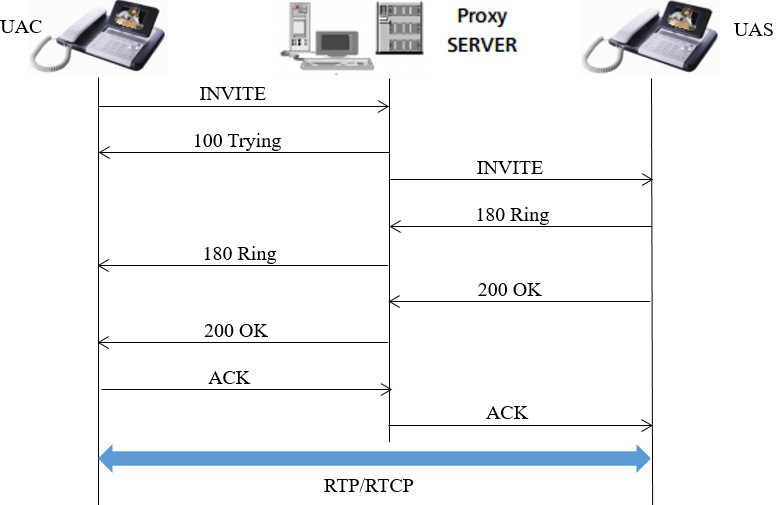 UAC
Proxy
SERVER
UAS
INVITE
100 Trying
INVITE
180 Ring
180 Ring
200 OK
200 OK
ACK
ACK
RTP/RTCP